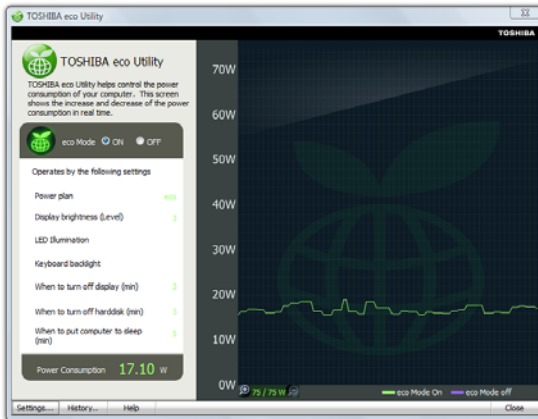 TOSHIBA eco Utility
TOSHIBA
TOSHIBA eco Utility
TOSHIBA eco Utility helps control the power
consumption of your computer. This screen
shows the increase and decrease of the power
consumption in real time.
eco Mode ON OFF
Operates by the following settings
Power plan
Display brightness (Level) 3
LED Illumination
Keyboard backlight
When to turn off display (min) 3
When to turn off harddisk (min) 3
When to put computer to sleep
(min)
Power Consumption 17.10 W
70W
60W
50W
40W
30W
20W
10W
0W
75 / 75 W
eco Mode On eco Mode off
Settings... History... Help Close